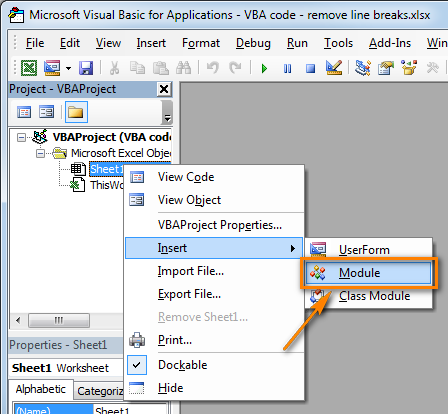 Microsoft Visual Basic for Applications - VBA code - remove line breaks.xlsx
File Edit View Insert Format Debug Run Tools Add-Ins Win
Project - VBAProject
VBAProject (VBA cod
Microsoft Excel Obje
Sheet1
ThisWo
View Code
View Object
VBAProject Properties...
Insert
Import File...
Export File...
Remove Sheet1...
Print...
Dockable
Hide
UserForm
Module
Class Module
Properties - Sheet1
Sheet1 Worksheet
Alphabetic Categoriz
(Name) Sheet1